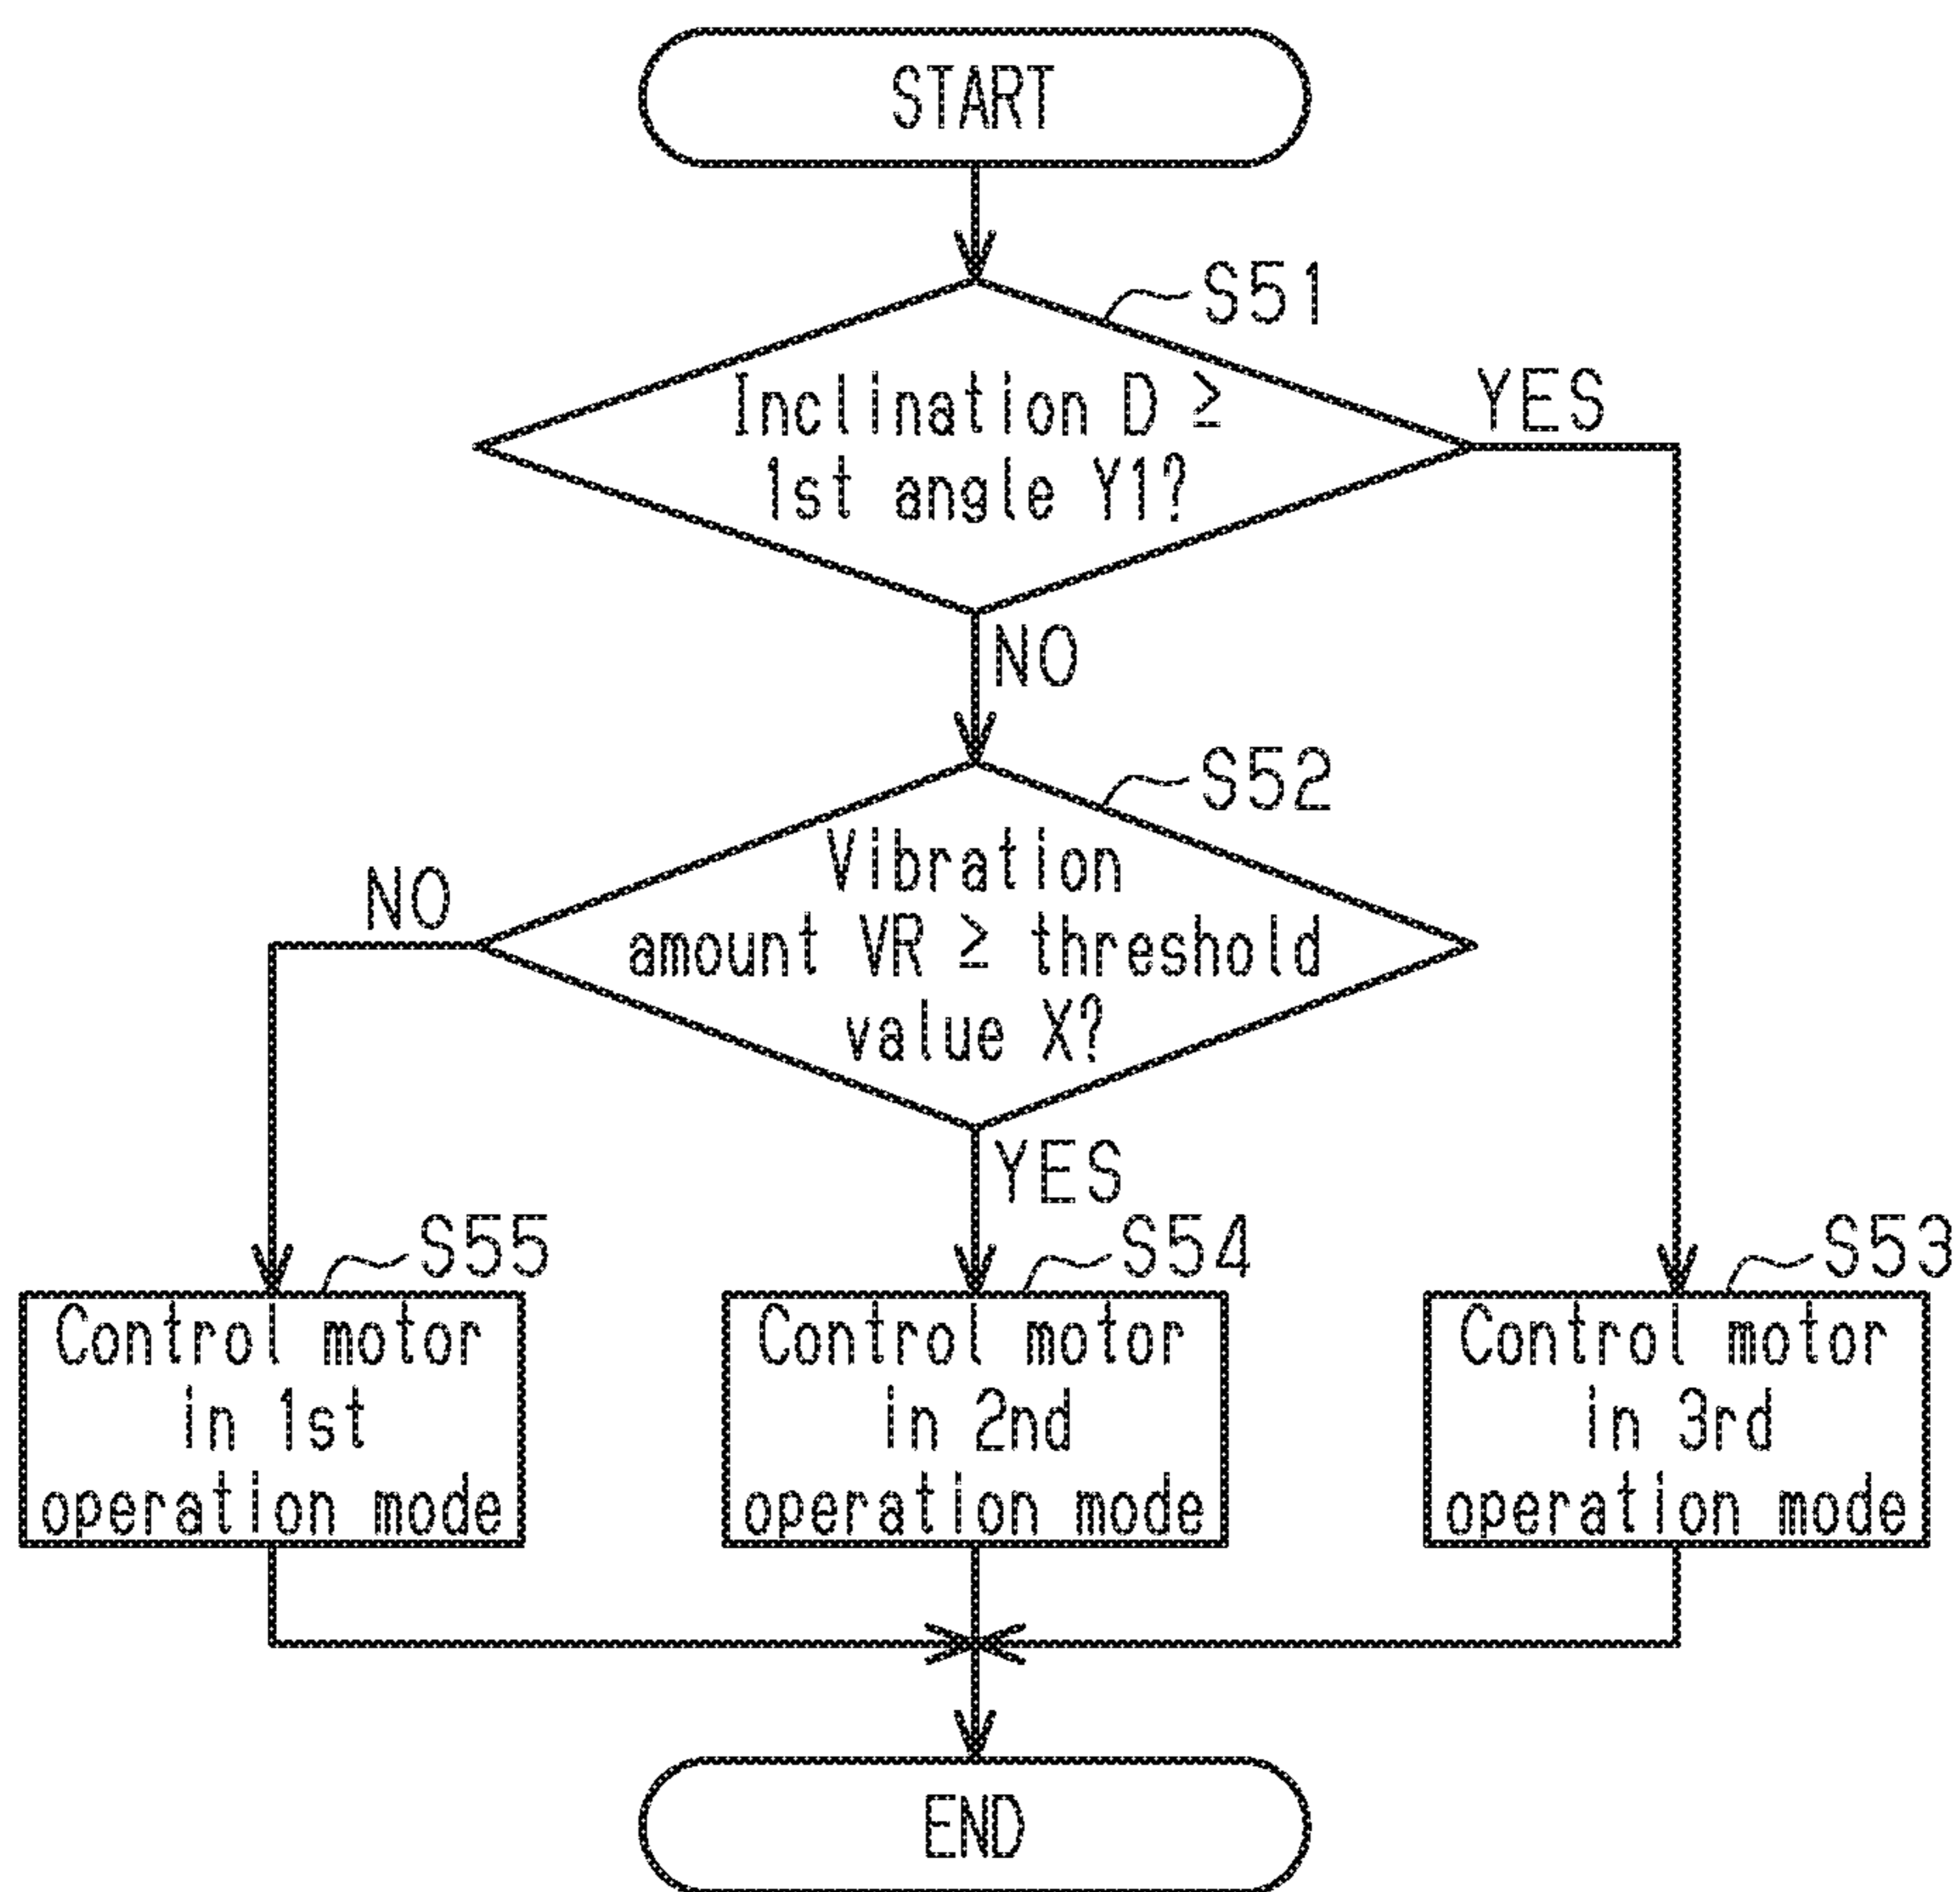 START
S51
Inclination D ≥
1st angle Y1?
YES
NO
S52
Vibration
amount VR ≥ threshold
value X?
NO
YES
S55
Control motor
in 1st
operation mode
S54
Control motor
in 2nd
operation mode
S53
Control motor
in 3rd
operation mode
END